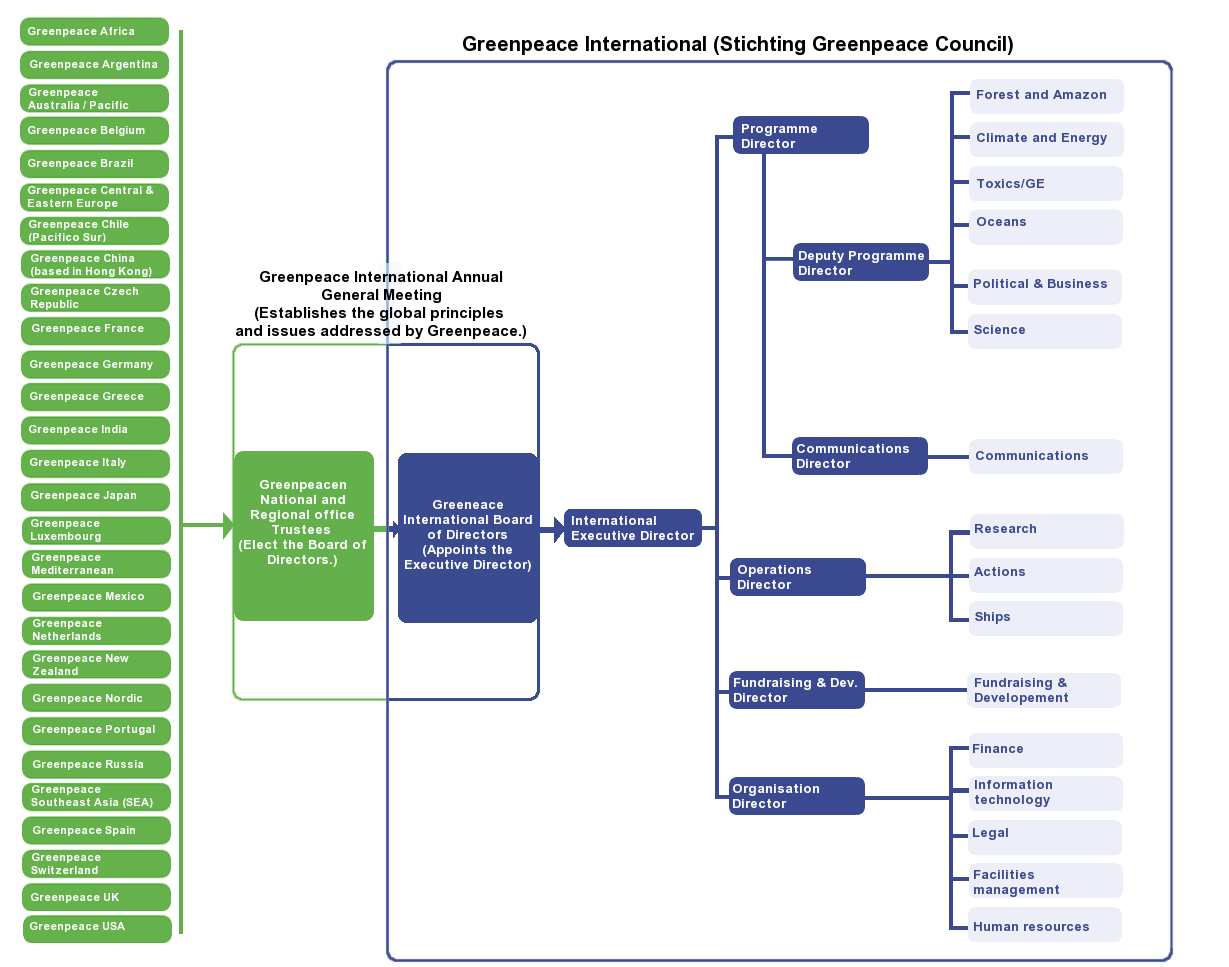 Greenpeace Africa
Greenpeace Argentina
Greenpeace
Australia / Pacific
Greenpeace Belgium
Greenpeace Brazil
Greenpeace Central &
Eastern Europe
Greenpeace Chile
(Pacifico Sur)
Greenpeace China
(based in Hong Kong)
Greenpeace Czech
Republic
Greenpeace France
Greenpeace Germany
Greenpeace Greece
Greenpeace India
Greenpeace Italy
Greenpeace Japan
Greenpeace
Luxembourg
Greenpeace
Mediterranean
Greenpeace Mexico
Greenpeace
Netherlands
Greenpeace New
Zealand
Greenpeace Nordic
Greenpeace Portugal
Greenpeace Russia
Greenpeace
Southeast Asia (SEA)
Greenpeace Spain
Greenpeace
Switzerland
Greenpeace UK
Greenpeace USA
Greenpeace International Annual
General Meeting
(Establishes the global principles
and issues addressed by Greenpeace.)
Greenpeacen
National and
Regional office
Trustees
(Elect the Board of
Directors.)
Greenpeace International (Stichting Greenpeace Council)
Greeneace
International Board
of Directors
(Appoints the
Executive Director)
International
Executive Director
Programme
Director
Deputy Programme
Director
Forest and Amazon
Climate and Energy
Toxics/GE
Oceans
Political & Business
Science
Communications
Director
Communications
Operations
Director
Research
Actions
Ships
Fundraising & Dev.
Director
Fundraising &
Developement
Organisation
Director
Finance
Information
technology
Legal
Facilities
management
Human resources